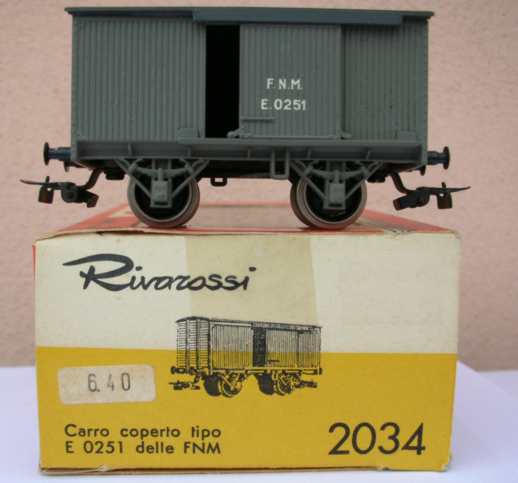 F.N.M.
E.0251
Rivarossi
6.40
Carro coperto tipo
E 0251 delle FNM
2034